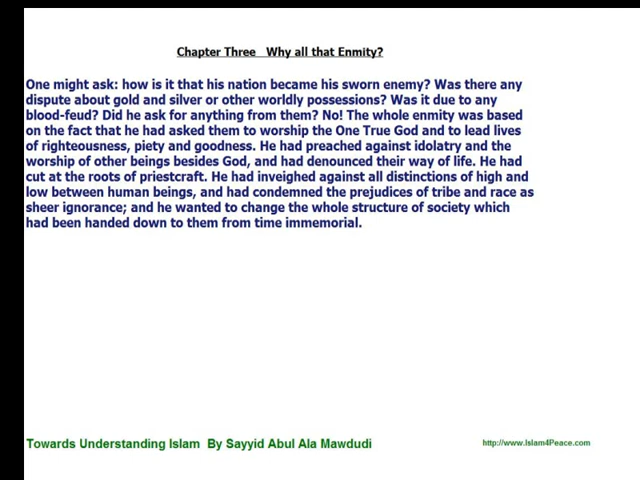 Chapter Three   Why all that Enmity?
One might ask: how is it that his nation became his sworn enemy? Was there any
dispute about gold and silver or other worldly possessions? Was it due to any
blood-feud? Did he ask for anything from them? No! The whole enmity was based
on the fact that he had asked them to worship the One True God and to lead lives
of righteousness, piety and goodness. He had preached against idolatry and the
worship of other beings besides God, and had denounced their way of life. He had
cut at the roots of priestcraft. He had inveighed against all distinctions of high and
low between human beings, and had condemned the prejudices of tribe and race as
sheer ignorance; and he wanted to change the whole structure of society which
had been handed down to them from time immemorial.
Towards Understanding Islam  By Sayyid Abul Ala Mawdudi
http://www.Islam4Peace.com